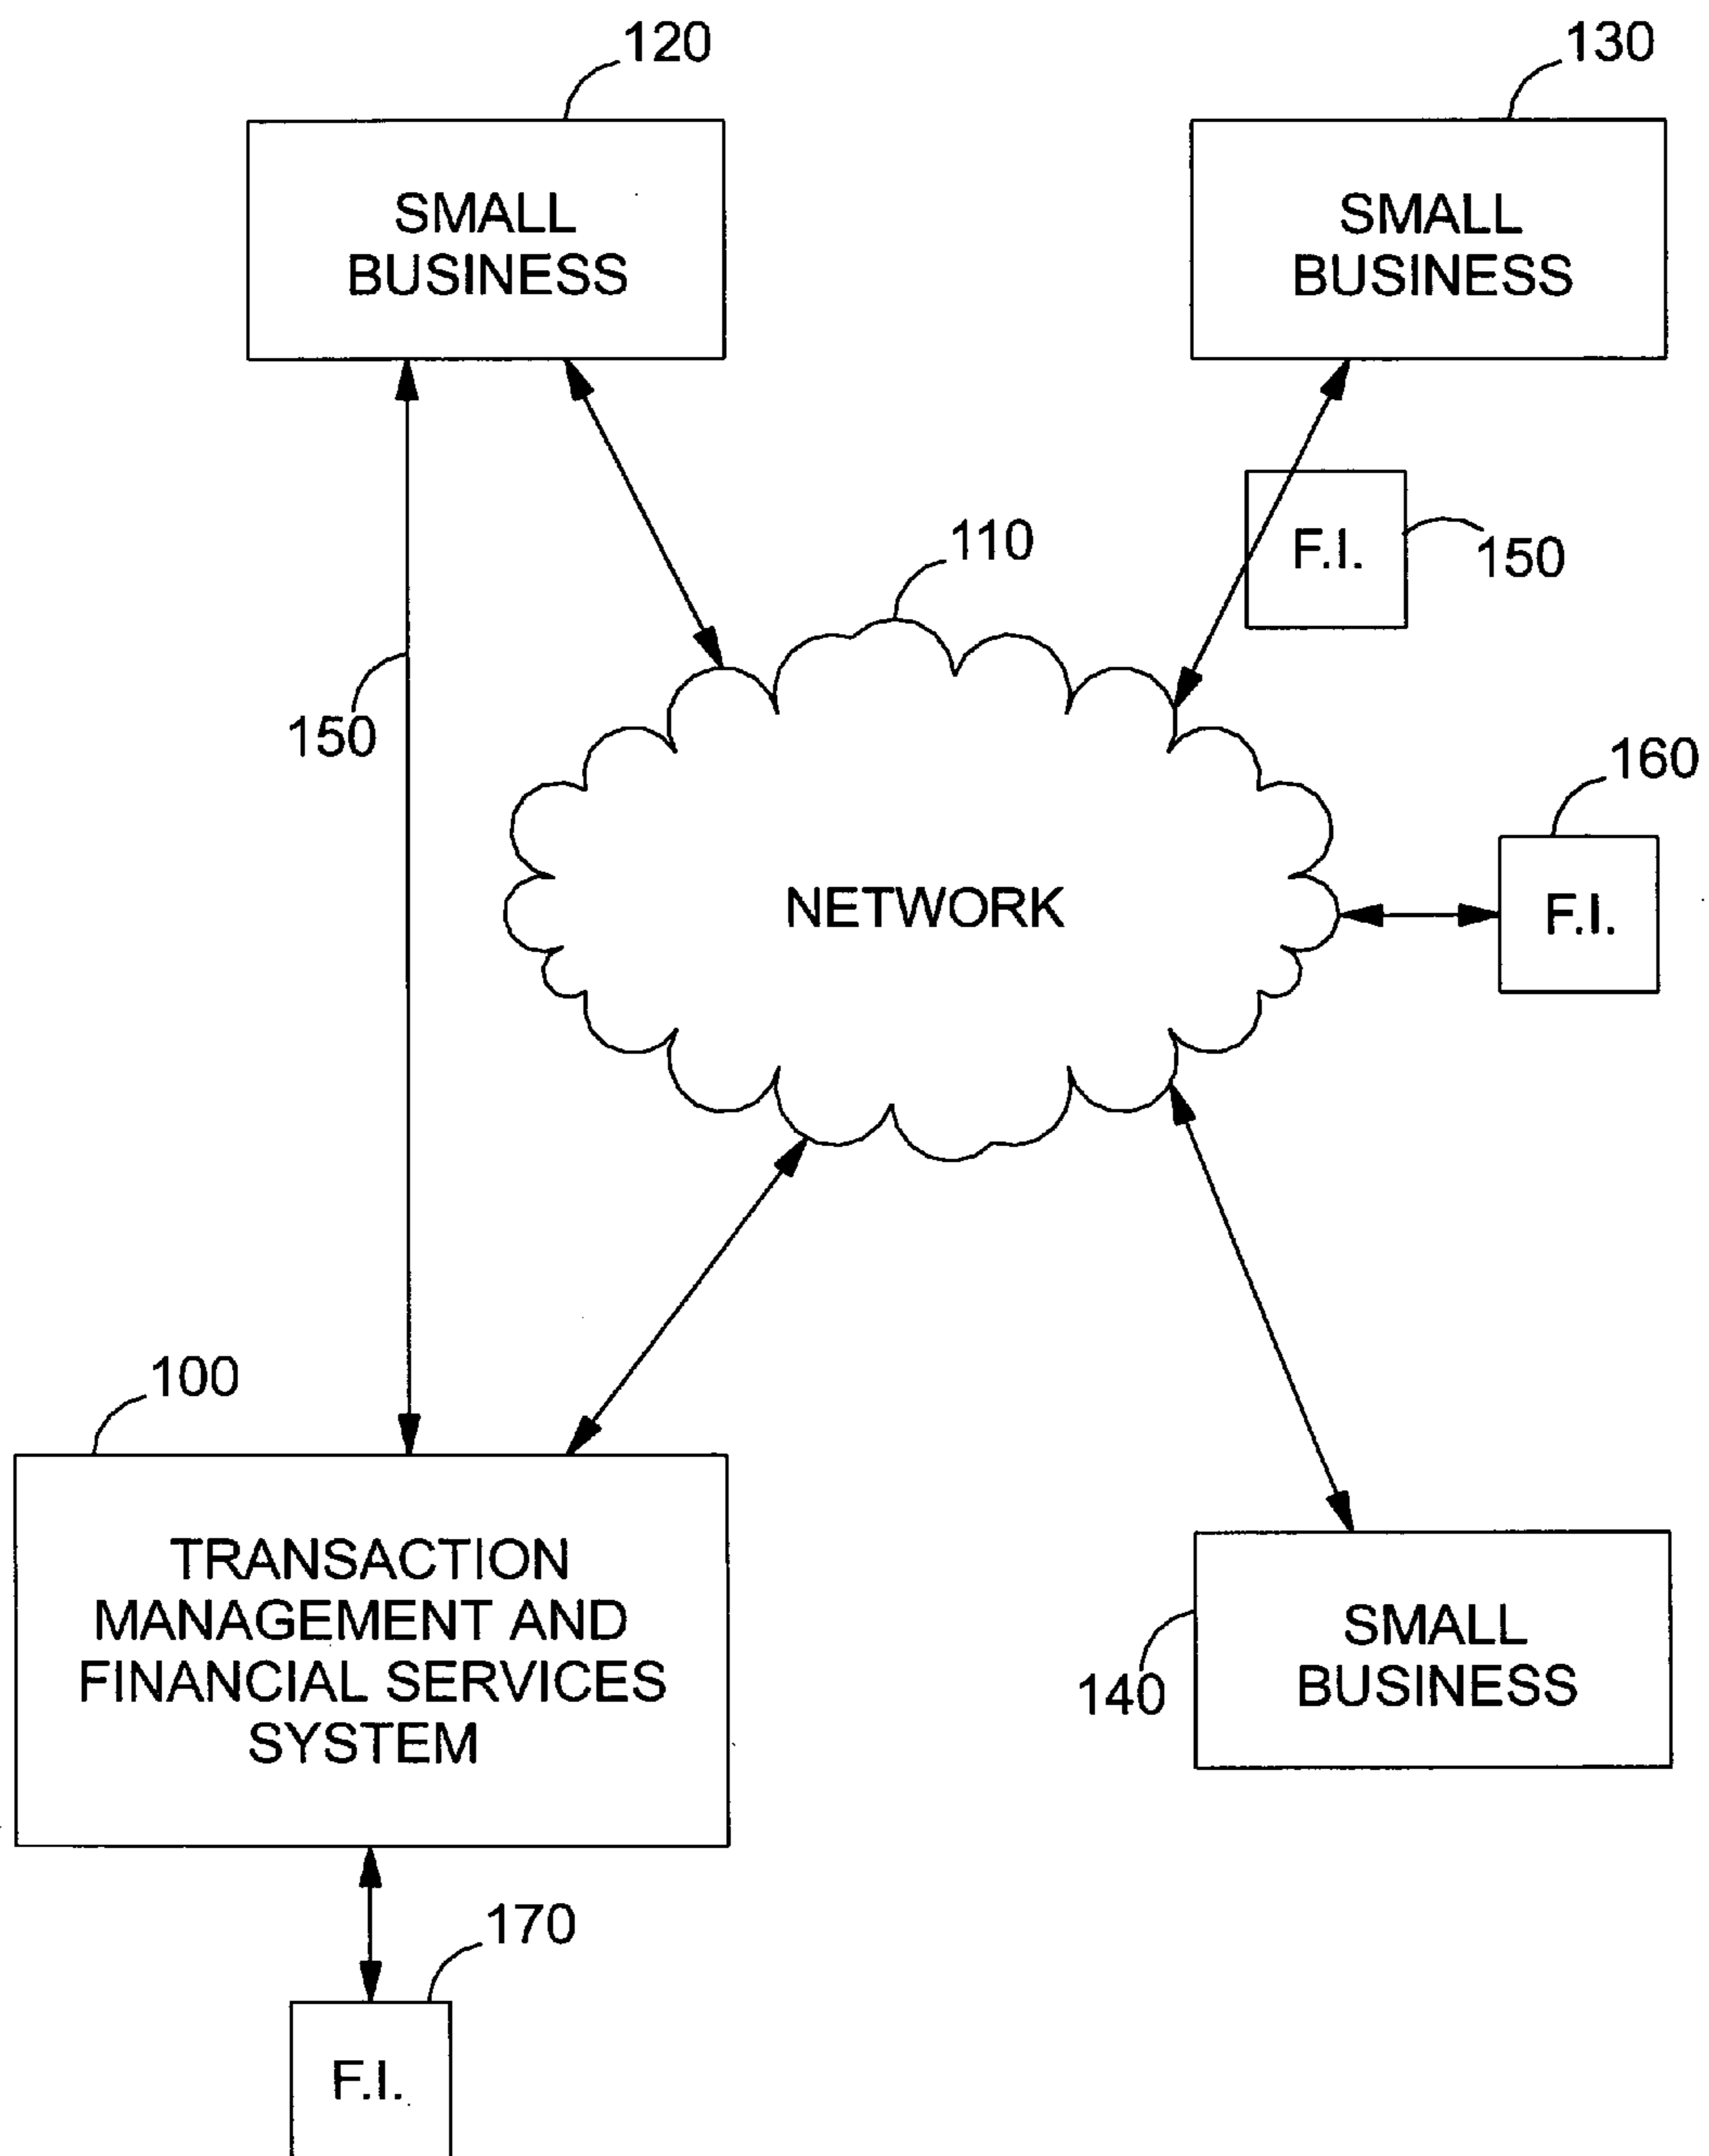 120
130
SMALL
BUSINESS
SMALL
BUSINESS
110
F.I.
150
150
160
NETWORK
F.I.
100
TRANSACTION
MANAGEMENT AND
FINANCIAL SERVICES
SYSTEM
140
SMALL
BUSINESS
170
F.I.